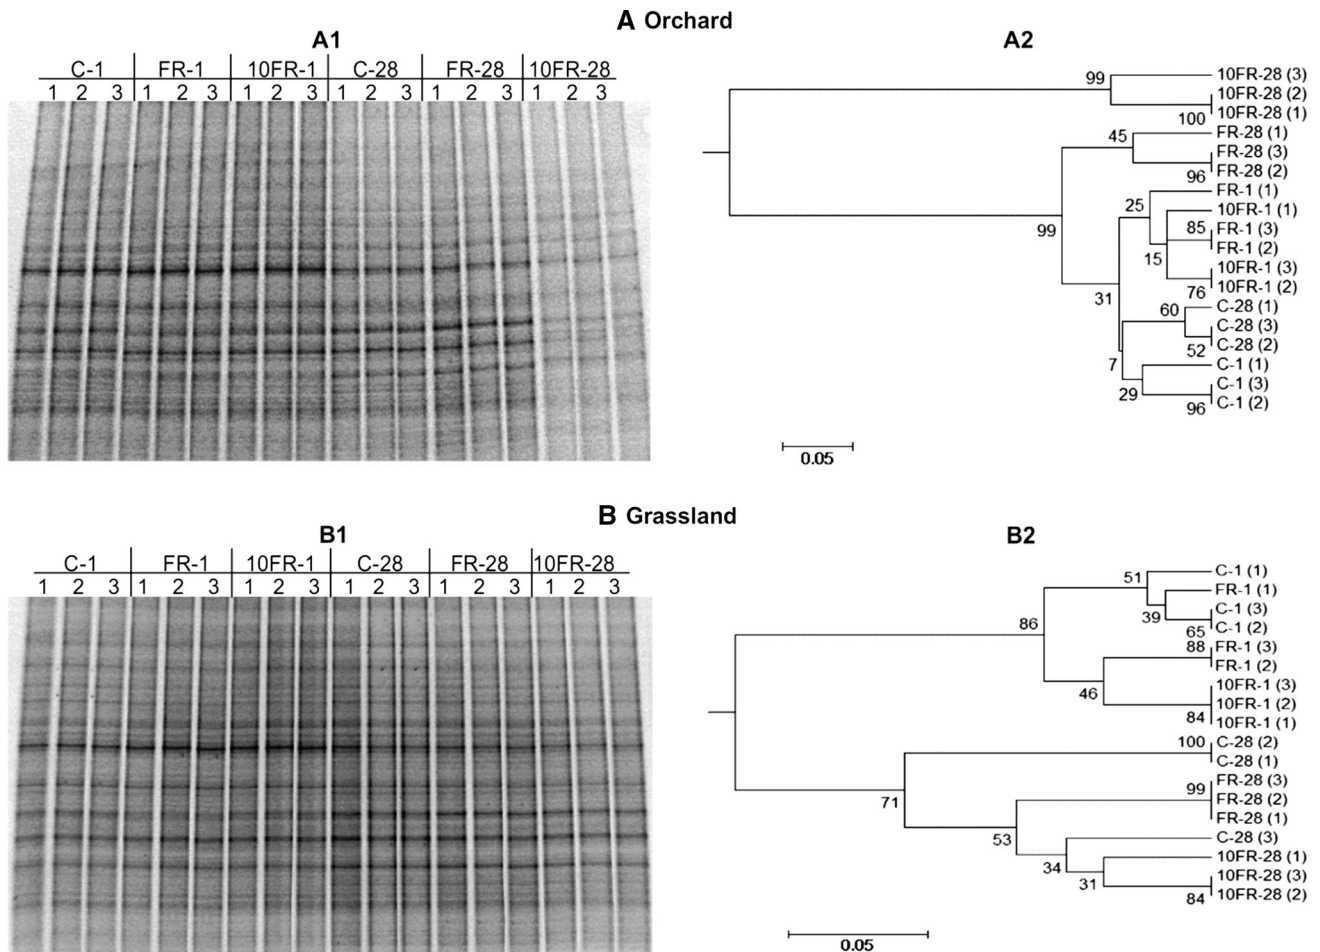 A Orchard
A1
C-1 FR-1 10FR-1 C-28 FR-28 10FR-28
1 2 3 1 2 3 1 2 3 1 2 3 1 2 3 1 2 3
A2
99
10FR-28 (3)
10FR-28 (2)
10FR-28 (1)
100
45
FR-28 (1)
FR-28 (3)
FR-28 (2)
96
99
FR-1 (1)
25
10FR-1 (1)
85
FR-1 (3)
FR-1 (2)
15
10FR-1 (3)
10FR-1 (2)
76
31
C-28 (1)
60
C-28 (3)
C-28 (2)
52
7
C-1 (1)
C-1 (3)
29
C-1 (2)
96
0.05
B Grassland
B1
C-1 FR-1 10FR-1 C-28 FR-28 10FR-28
1 2 3 1 2 3 1 2 3 1 2 3 1 2 3 1 2 3
B2
C-1 (1)
51
FR-1 (1)
C-1 (3)
39
C-1 (2)
65
86
FR-1 (3)
88
FR-1 (2)
46
10FR-1 (3)
10FR-1 (2)
10FR-1 (1)
84
C-28 (2)
100
C-28 (1)
71
FR-28 (3)
99
FR-28 (2)
FR-28 (1)
53
C-28 (3)
34
10FR-28 (1)
31
10FR-28 (3)
10FR-28 (2)
84
0.05